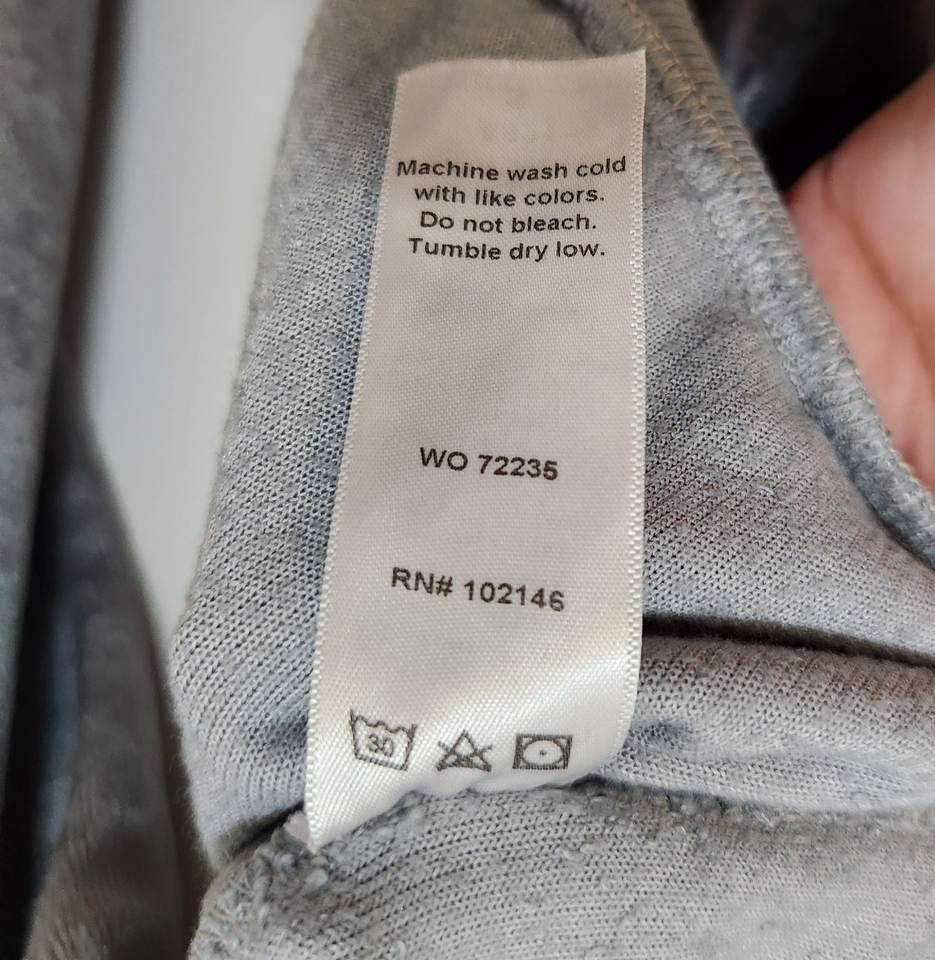 Machine wash cold
with like colors.
Do not bleach.
Tumble dry low.
WO 72235
RN# 102146
30